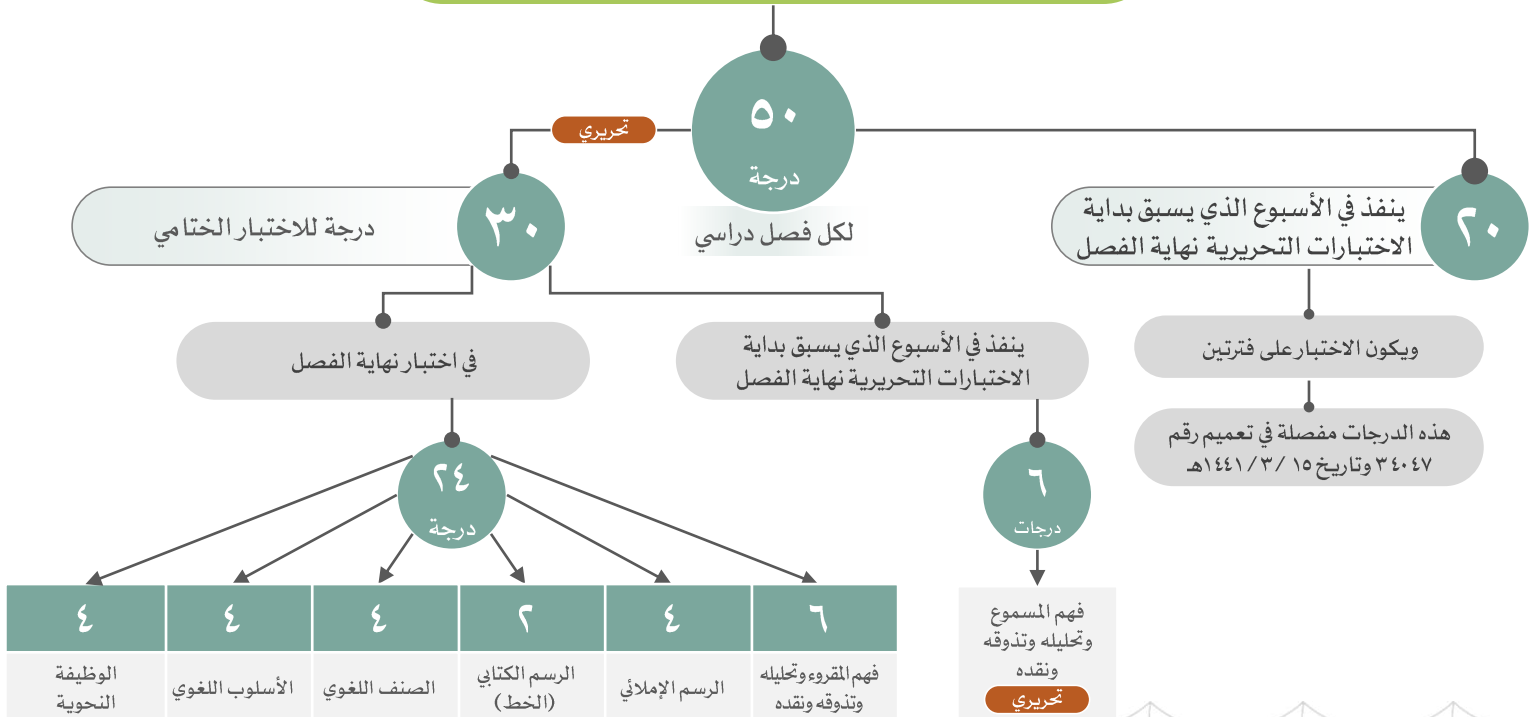 ٥٠
درجة
لكل فصل دراسي
تحريري
٢٠
ينفذ في الأسبوع الذي يسبق بداية
الاختبارات التحريرية نهاية الفصل
ويكون الاختبار على فترتين
هذه الدرجات مفصلة في تعميم رقم
٣٤٠٤٧ وتاريخ ١٥ /٣ /١٤٤١هـ
٣٠
درجة للاختبار الختامي
ينفذ في الأسبوع الذي يسبق بداية
الاختبارات التحريرية نهاية الفصل
٦
درجات
فهم المسموع
وتحليله وتذوقه
ونقده
تحريري
في اختبار نهاية الفصل
٢٤
درجة
٦
فهم المقروء وتحليله
وتذوقه ونقده
٤
الرسم الإملائي
٢
الرسم الكتابي
(الخط)
٤
الصنف اللغوي
٤
الأسلوب اللغوي
٤
الوظيفة
النحوية